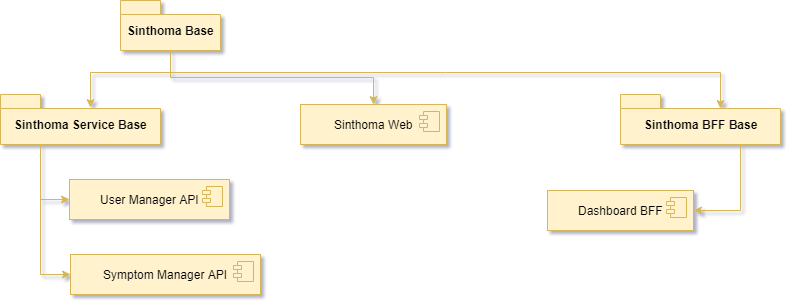 Sinthoma Base
Sinthoma Service Base
Sinthoma Web
Sinthoma BFF Base
User Manager API
Dashboard BFF
Symptom Manager API